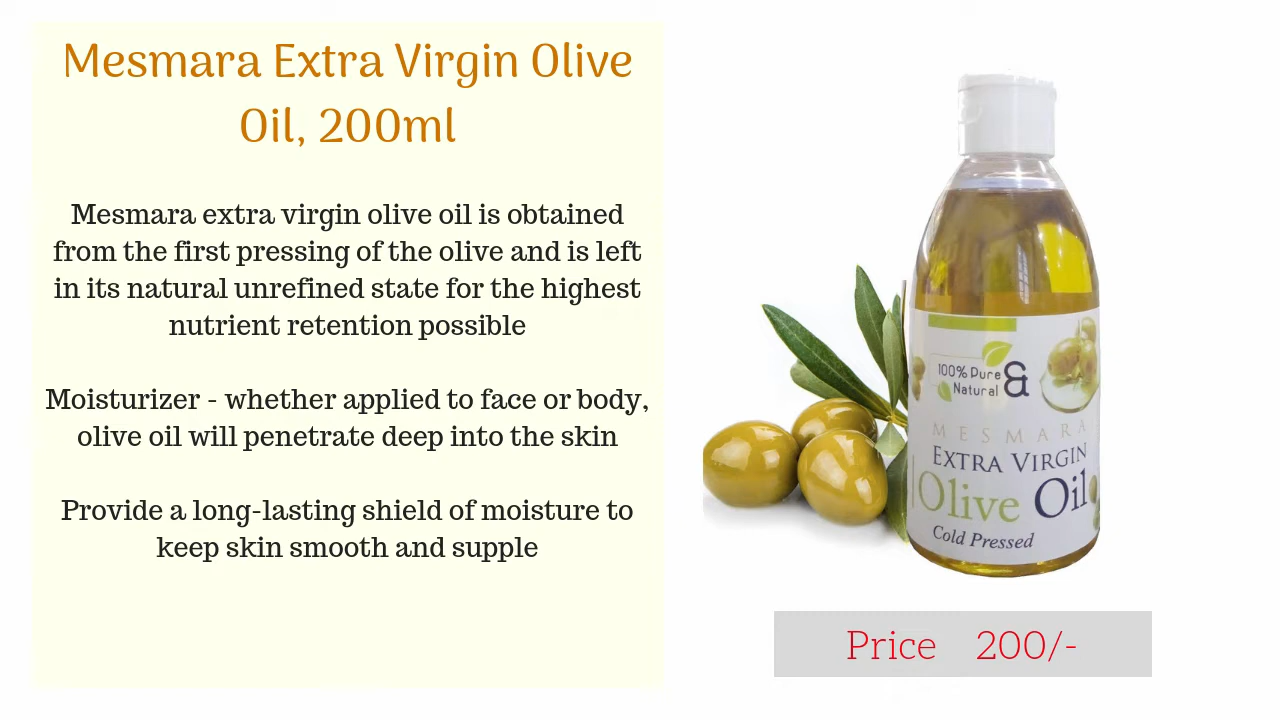 Mesmara Extra Virgin Olive
Oil, 200ml
Mesmara extra virgin olive oil is obtained
from the first pressing of the olive and is left
in its natural unrefined state for the highest
nutrient retention possible
Moisturizer - whether applied to face or body,
olive oil will penetrate deep into the skin
Provide a long-lasting shield of moisture to
keep skin smooth and supple
100% Pure &
Natural
MESMARA
EXTRA VIRGIN
Olive Oil
Cold Pressed
Price 200/-